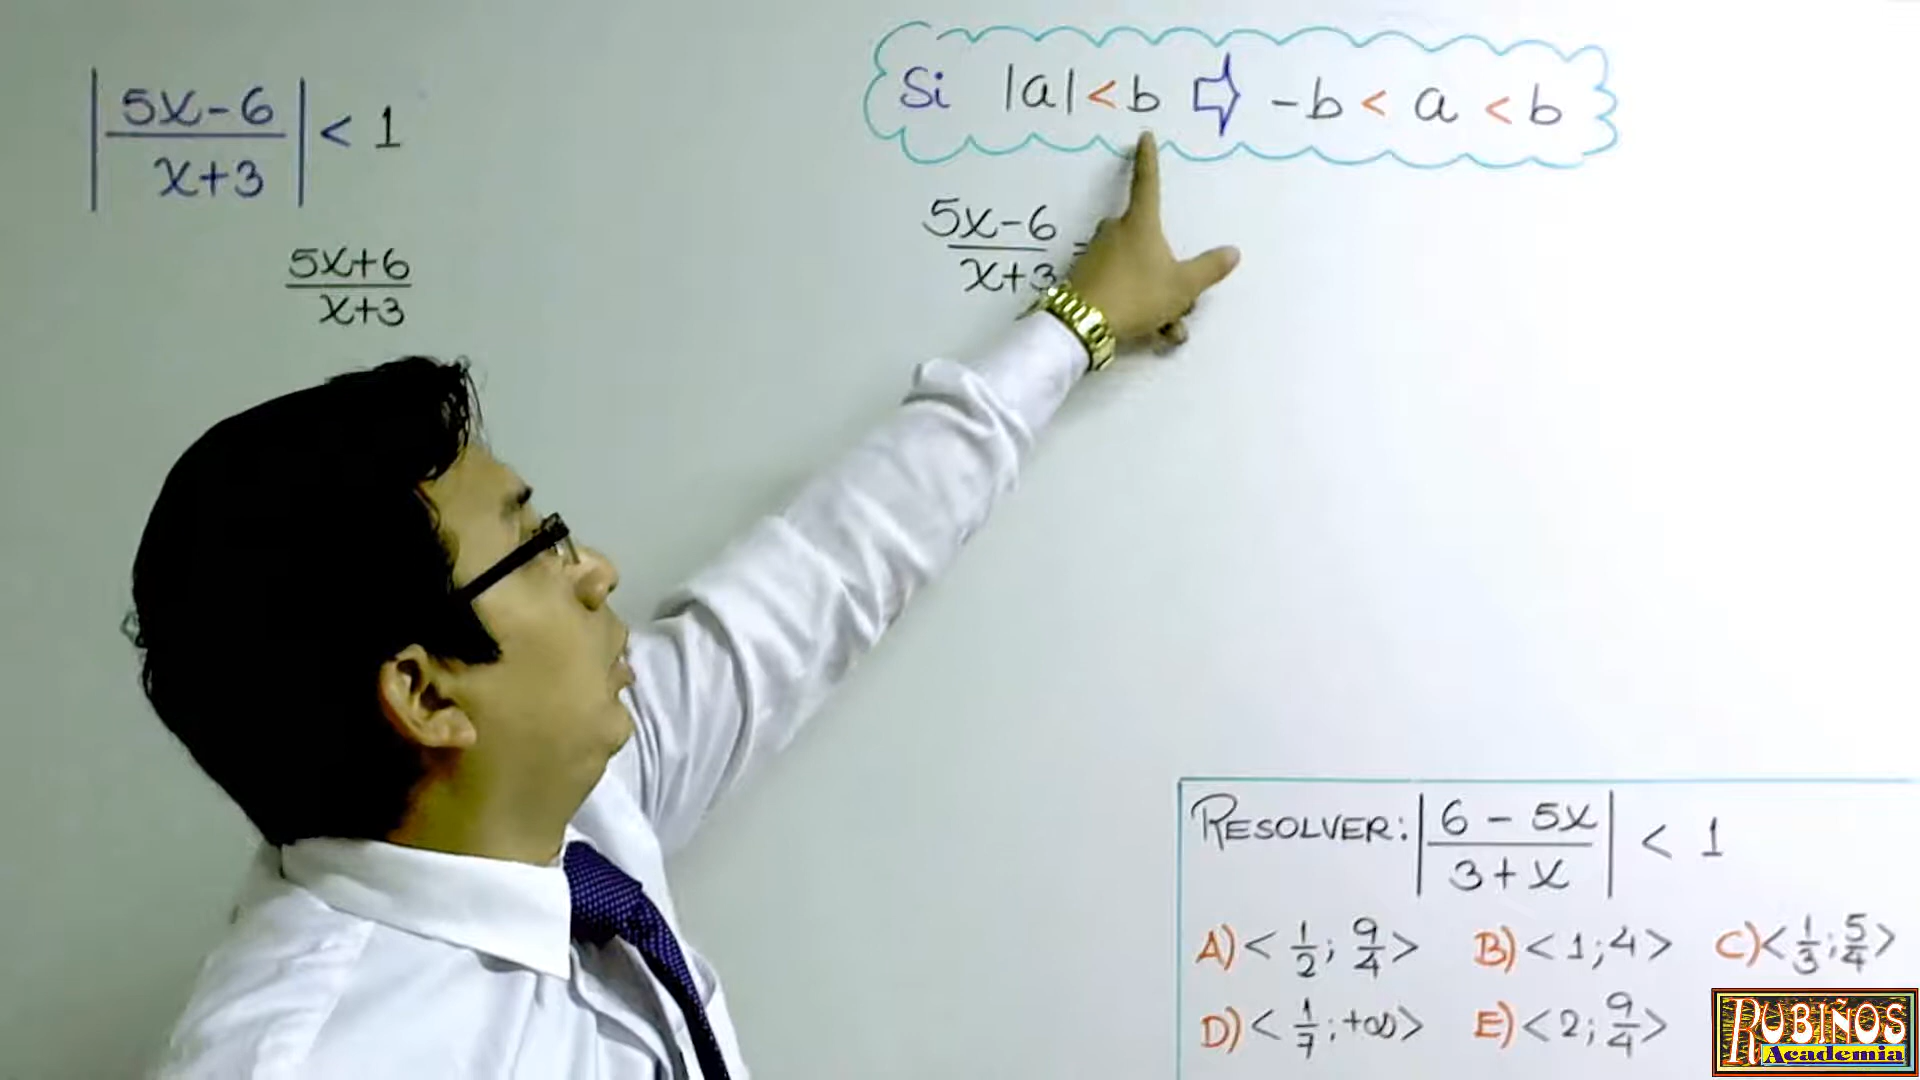 |5x-6 / x+3| < 1
Si |a| < b ⇨ -b < a < b
5x+6 / x+3
5x-6 / x+3 =
RESOLVER: |6 - 5x / 3 + x| < 1
A) < 1/2 ; 9/4 > B) < 1 ; 4 > C) < 1/3 ; 5/4 >
D) < 1/7 ; +∞ > E) < 2 ; 9/4 >
RUBIÑOS
Academia